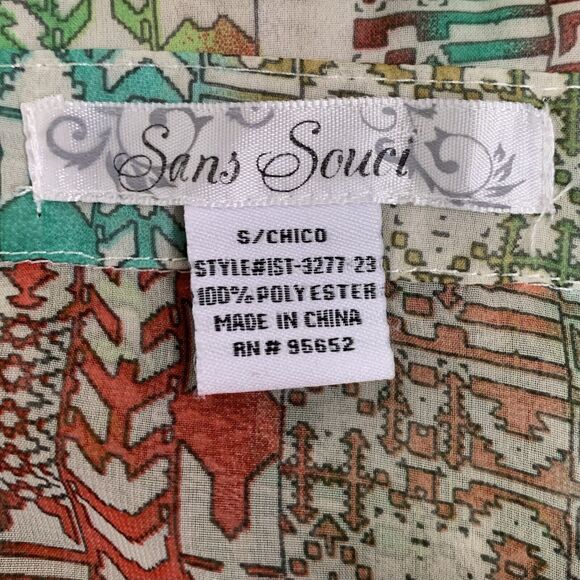 Sans Souci
S/CHICO
STYLE#IST-3277-23
100% POLYESTER
MADE IN CHINA
RN# 95652